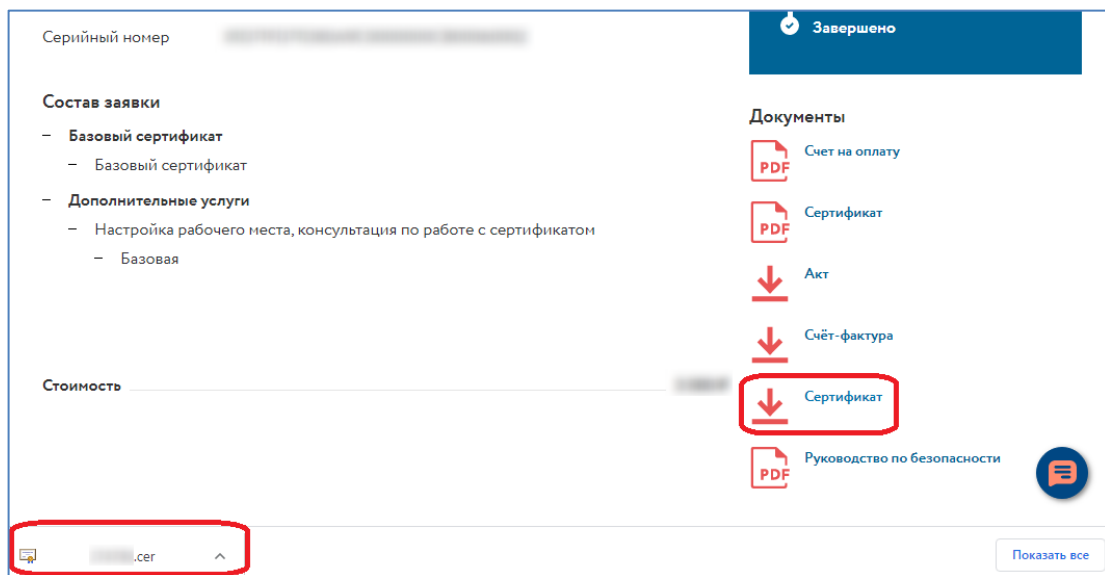 Серийный номер
Состав заявки
– Базовый сертификат
– Базовый сертификат
– Дополнительные услуги
– Настройка рабочего места, консультация по работе с сертификатом
– Базовая
Стоимость
Завершено
Документы
PDF Счет на оплату
PDF Сертификат
Акт
Счёт-фактура
Сертификат
PDF Руководство по безопасности
.cer
Показать все